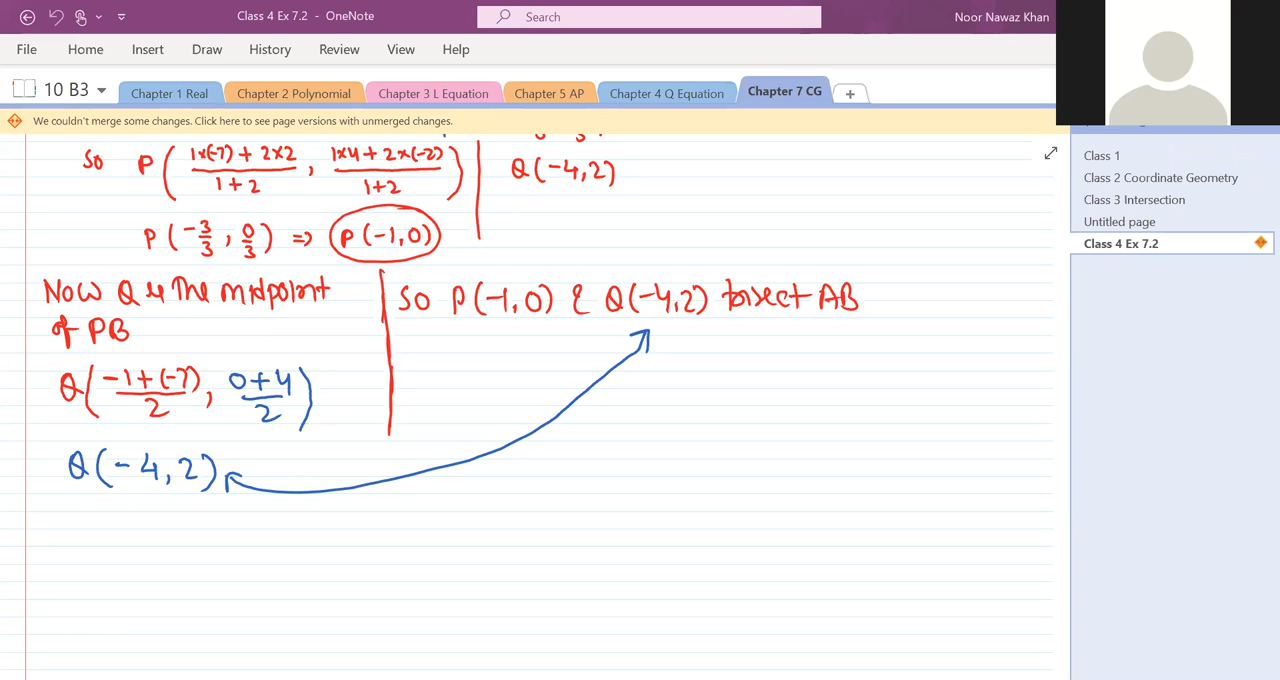 Class 4 Ex 7.2 - OneNote
Search
Noor Nawaz Khan
File Home Insert Draw History Review View Help
10 B3
Chapter 1 Real
Chapter 2 Polynomial
Chapter 3 L Equation
Chapter 5 AP
Chapter 4 Q Equation
Chapter 7 CG
We couldn't merge some changes. Click here to see page versions with unmerged changes.
Class 1
Class 2 Coordinate Geometry
Class 3 Intersection
Untitled page
Class 4 Ex 7.2
So P ( 1×(-7) + 2×2 / 1+2 , 1×4 + 2×(-2) / 1+2 )
P ( -3/3 , 0/3 ) => P (-1, 0)
Q (-4, 2)
Now Q is The midpoint
of PB
Q ( -1 + (-7) / 2 , 0+4 / 2 )
Q (-4, 2)
So P (-1, 0) & Q (-4, 2) trisect AB